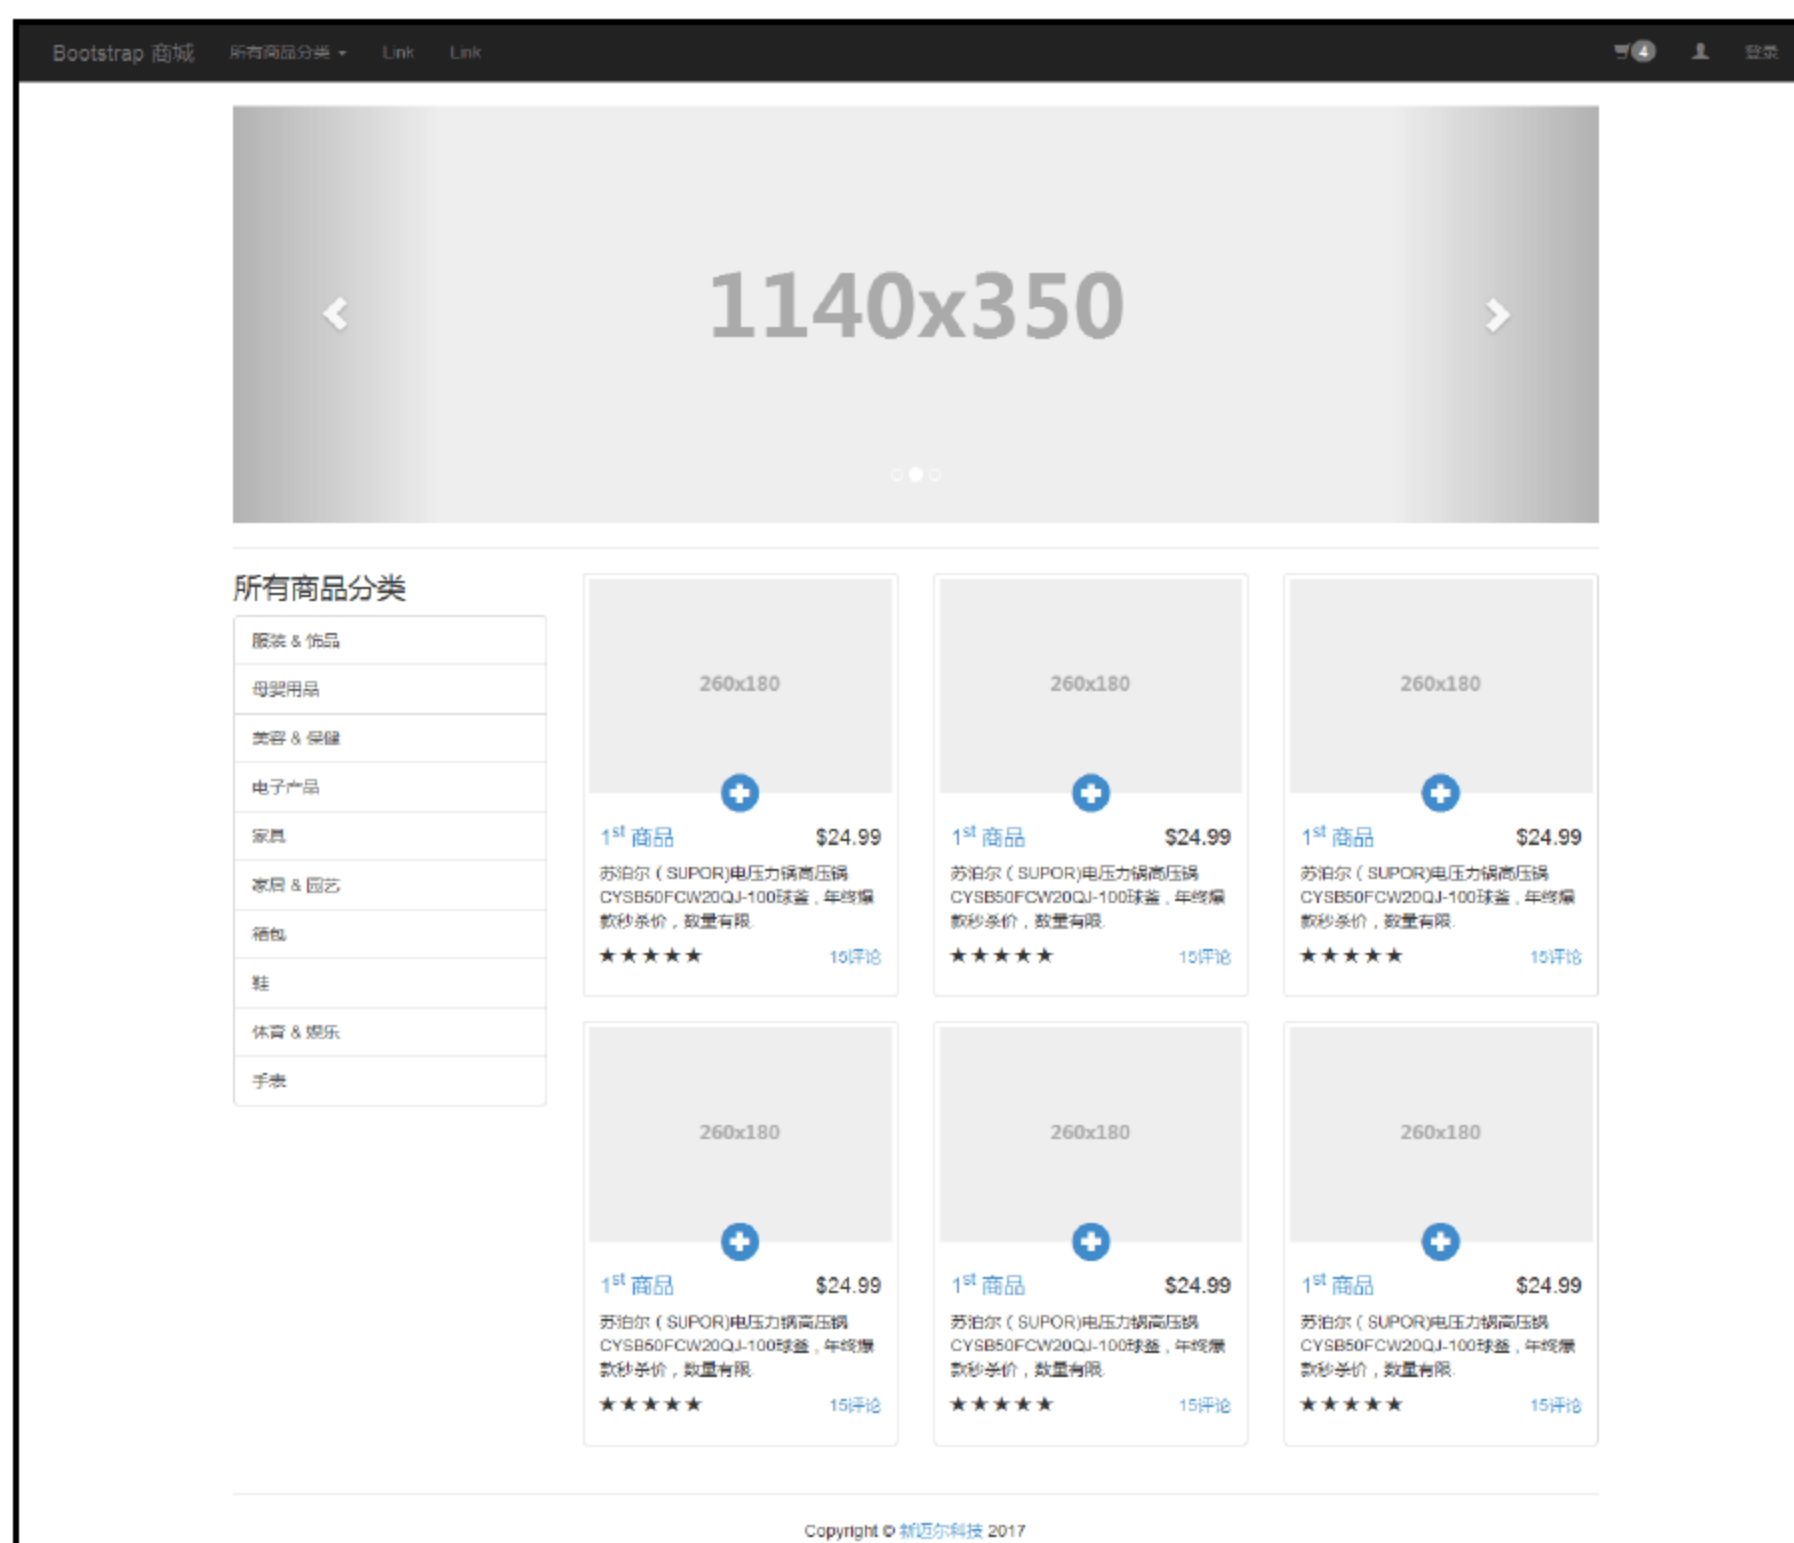 Bootstrap 商城 所有商品分类 Link Link 4 登录
1140x350
所有商品分类
服装 & 饰品
母婴用品
美容 & 保健
电子产品
家具
家居 & 园艺
箱包
鞋
体育 & 娱乐
手表
260x180
1st 商品 $24.99
苏泊尔（SUPOR)电压力锅高压锅
CYSB50FCW20QJ-100球釜，年终爆
款秒杀价，数量有限.
★★★★★ 15评论
260x180
1st 商品 $24.99
苏泊尔（SUPOR)电压力锅高压锅
CYSB50FCW20QJ-100球釜，年终爆
款秒杀价，数量有限.
★★★★★ 15评论
260x180
1st 商品 $24.99
苏泊尔（SUPOR)电压力锅高压锅
CYSB50FCW20QJ-100球釜，年终爆
款秒杀价，数量有限.
★★★★★ 15评论
260x180
1st 商品 $24.99
苏泊尔（SUPOR)电压力锅高压锅
CYSB50FCW20QJ-100球釜，年终爆
款秒杀价，数量有限.
★★★★★ 15评论
260x180
1st 商品 $24.99
苏泊尔（SUPOR)电压力锅高压锅
CYSB50FCW20QJ-100球釜，年终爆
款秒杀价，数量有限.
★★★★★ 15评论
260x180
1st 商品 $24.99
苏泊尔（SUPOR)电压力锅高压锅
CYSB50FCW20QJ-100球釜，年终爆
款秒杀价，数量有限.
★★★★★ 15评论
Copyright © 新迈尔科技 2017